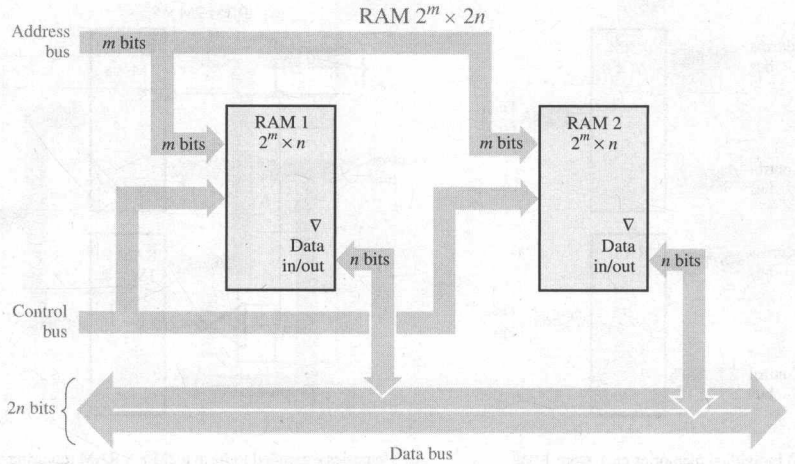 RAM 2^m × 2n
Address
bus
m bits
m bits
RAM 1
2^m × n
m bits
RAM 2
2^m × n
∇
Data
in/out
n bits
∇
Data
in/out
n bits
Control
bus
2n bits
Data bus